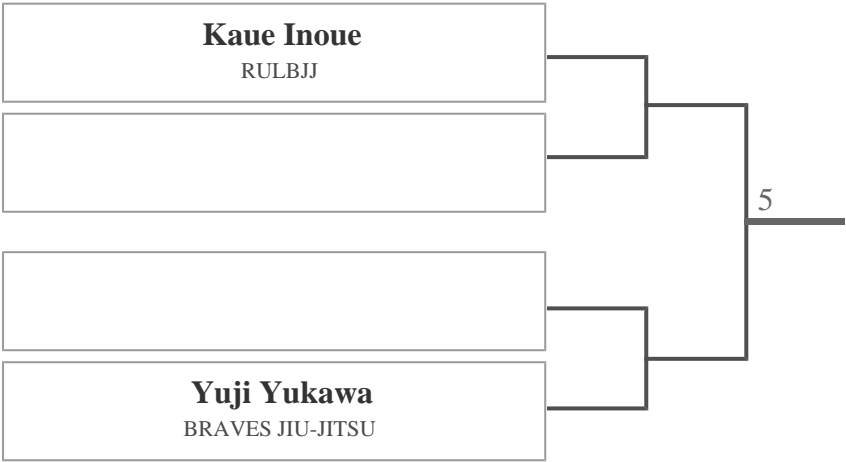 Kaue Inoue
RULBJJ
5
Yuji Yukawa
BRAVES JIU-JITSU